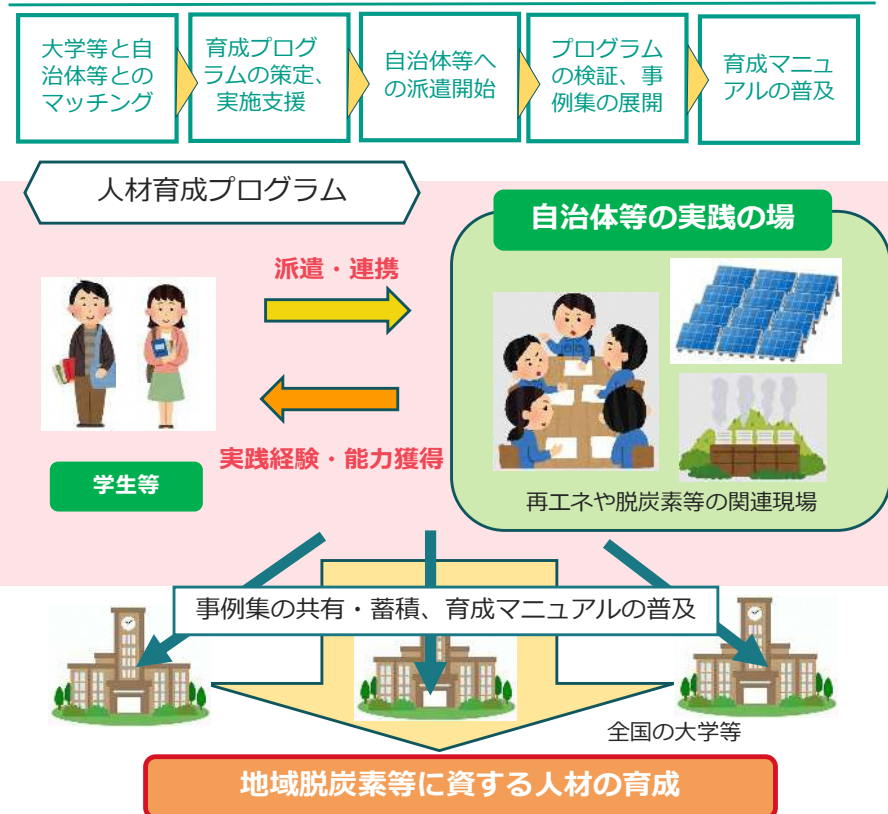 大学等と自
治体等との
マッチング
育成プログ
ラムの策定、
実施支援
自治体等へ
の派遣開始
プログラム
の検証、事
例集の展開
育成マニュ
アルの普及
人材育成プログラム
自治体等の実践の場
派遣・連携
実践経験・能力獲得
学生等
再エネや脱炭素等の関連現場
事例集の共有・蓄積、育成マニュアルの普及
全国の大学等
地域脱炭素等に資する人材の育成